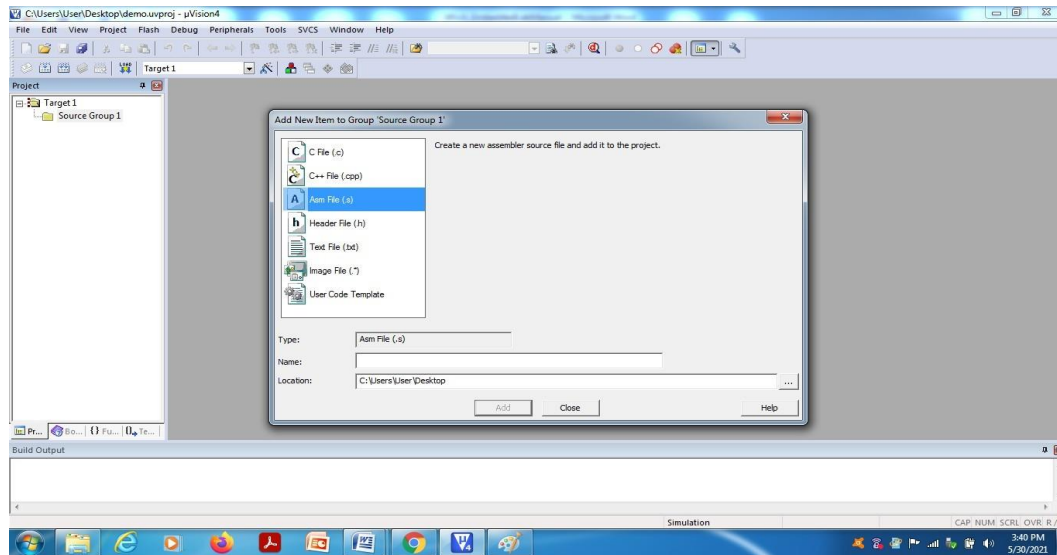 C:\Users\User\Desktop\demo.uvproj - µVision4
File Edit View Project Flash Debug Peripherals Tools SVCS Window Help
Target 1
Project
Target 1
Source Group 1
Add New Item to Group 'Source Group 1'
C File (.c)
Create a new assembler source file and add it to the project.
C++ File (.cpp)
Asm File (.s)
Header File (.h)
Text File (.txt)
Image File (.*)
User Code Template
Type: Asm File (.s)
Name:
Location: C:\Users\User\Desktop ...
Add Close Help
Pr... Bo... {} Fu... Te...
Build Output
Simulation CAP NUM SCRL OVR R/
3:40 PM
5/30/2021